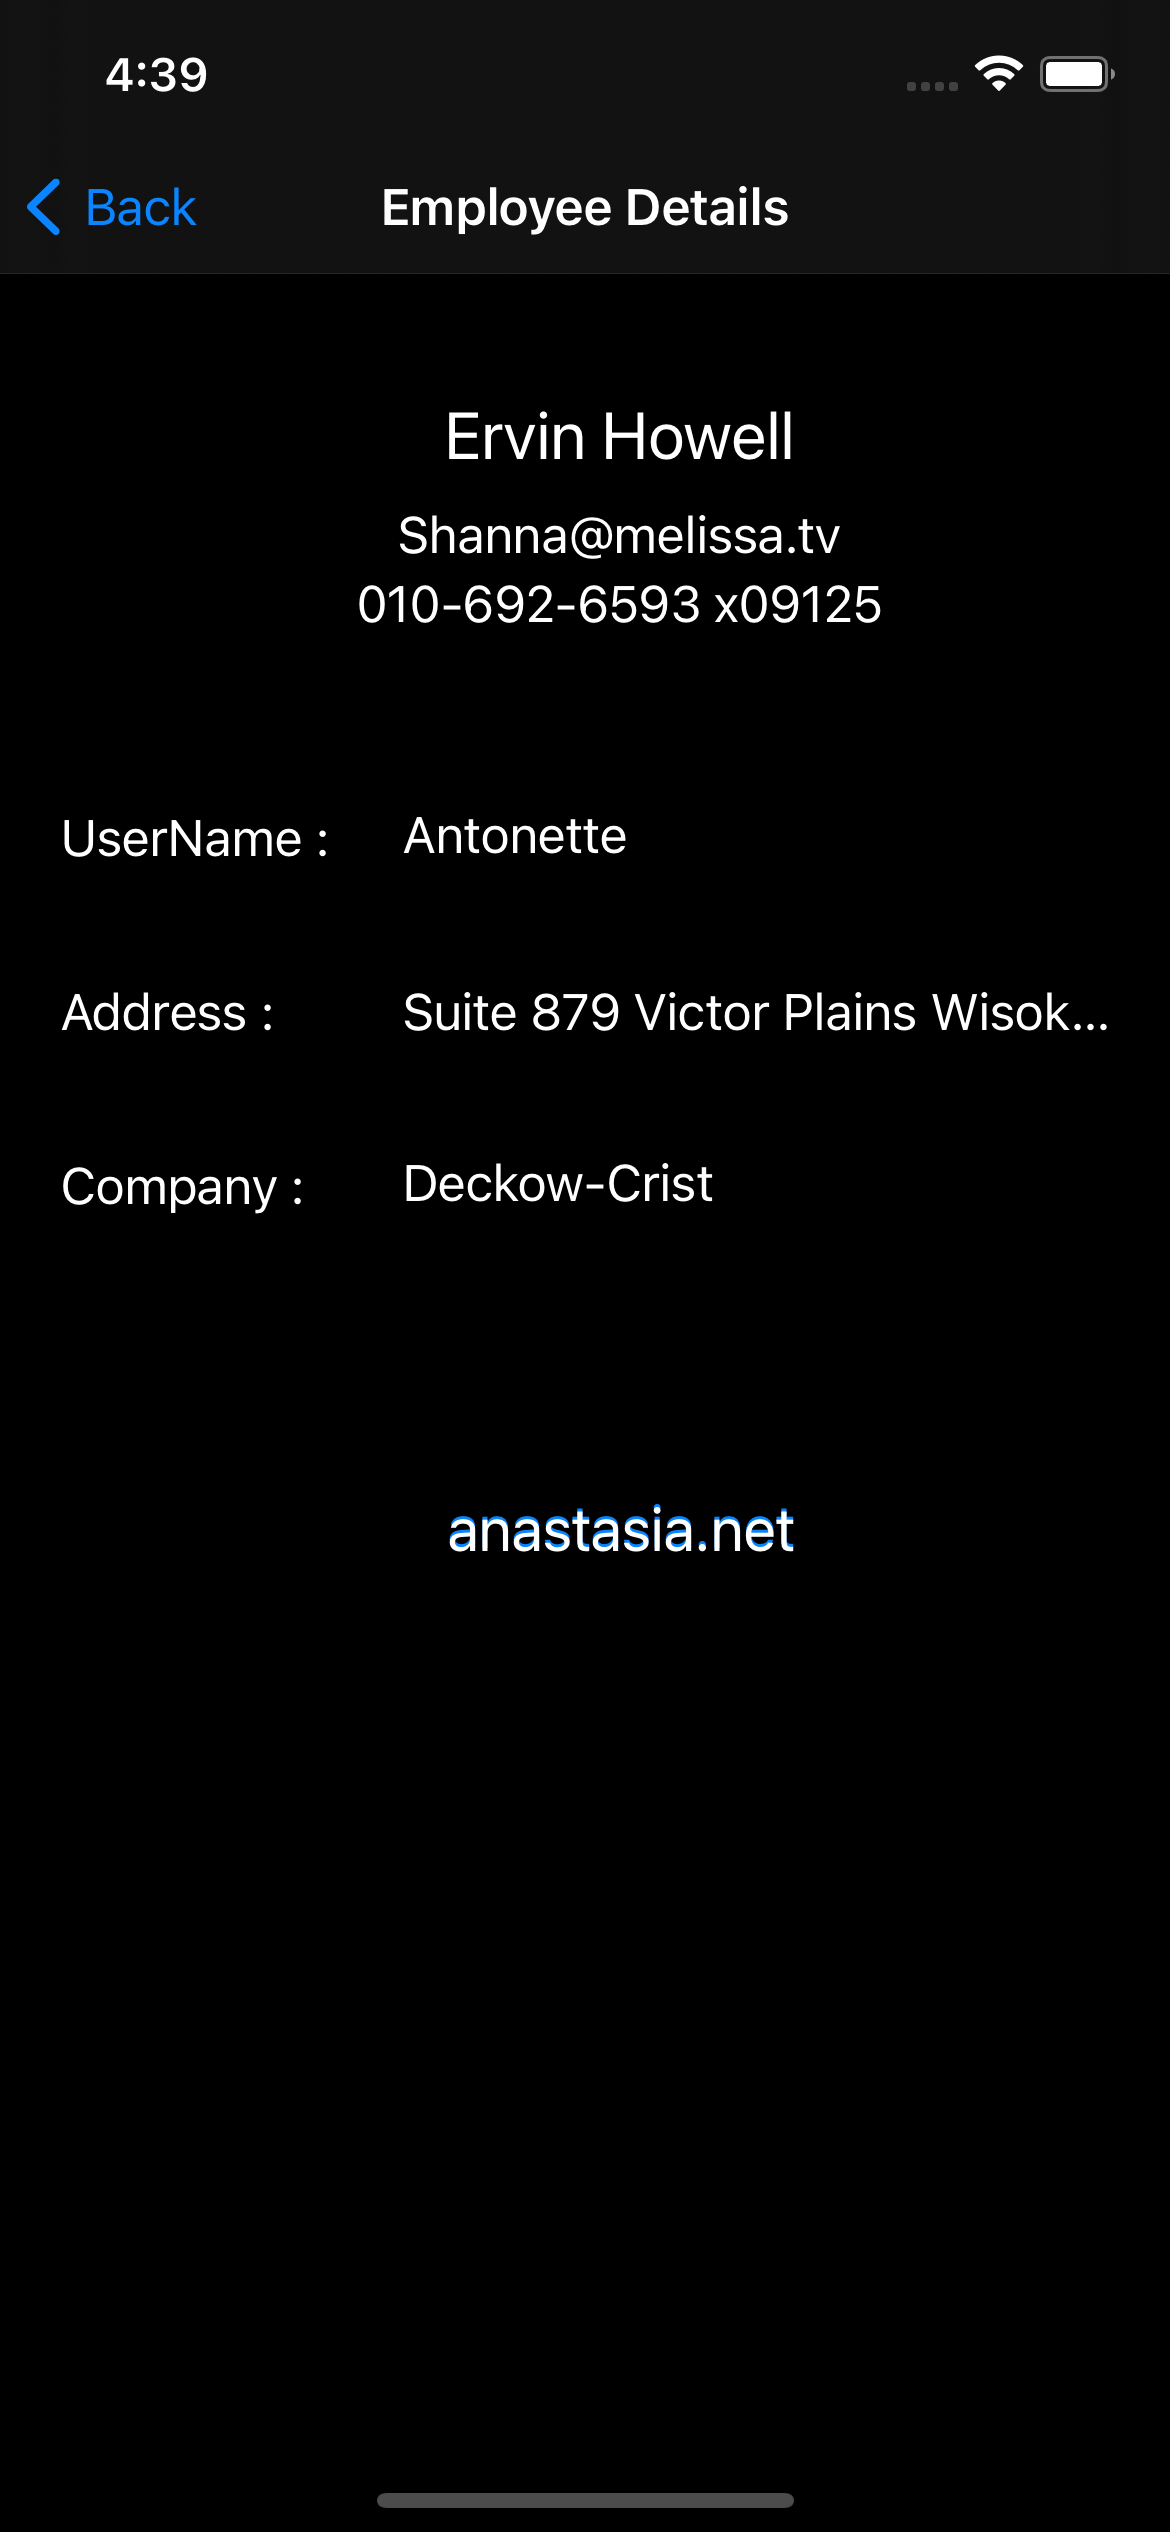 4:39
Back
Employee Details
Ervin Howell
Shanna@melissa.tv
010-692-6593 x09125
UserName :
Antonette
Address :
Suite 879 Victor Plains Wisok...
Company :
Deckow-Crist
anastasia.net